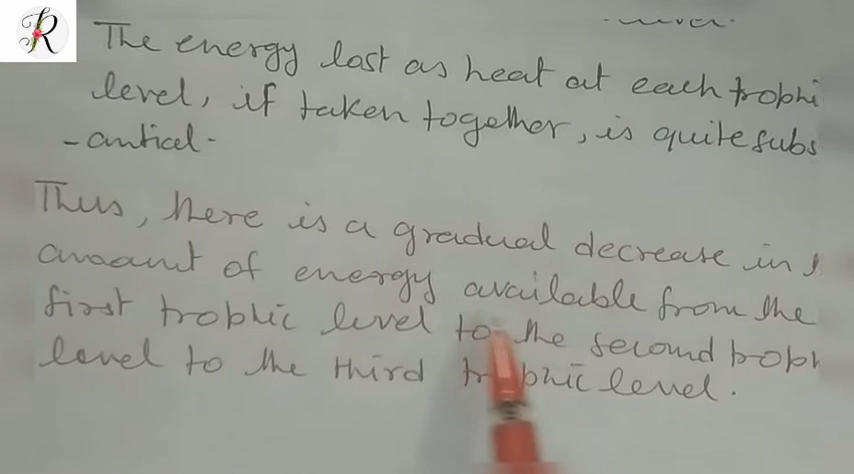 R
The energy lost as heat at each trophi
level, if taken together, is quite subs
-antical-
Thus, there is a gradual decrease in
amount of energy available from the
first trophic level to the second troph
level to the third trophic level.